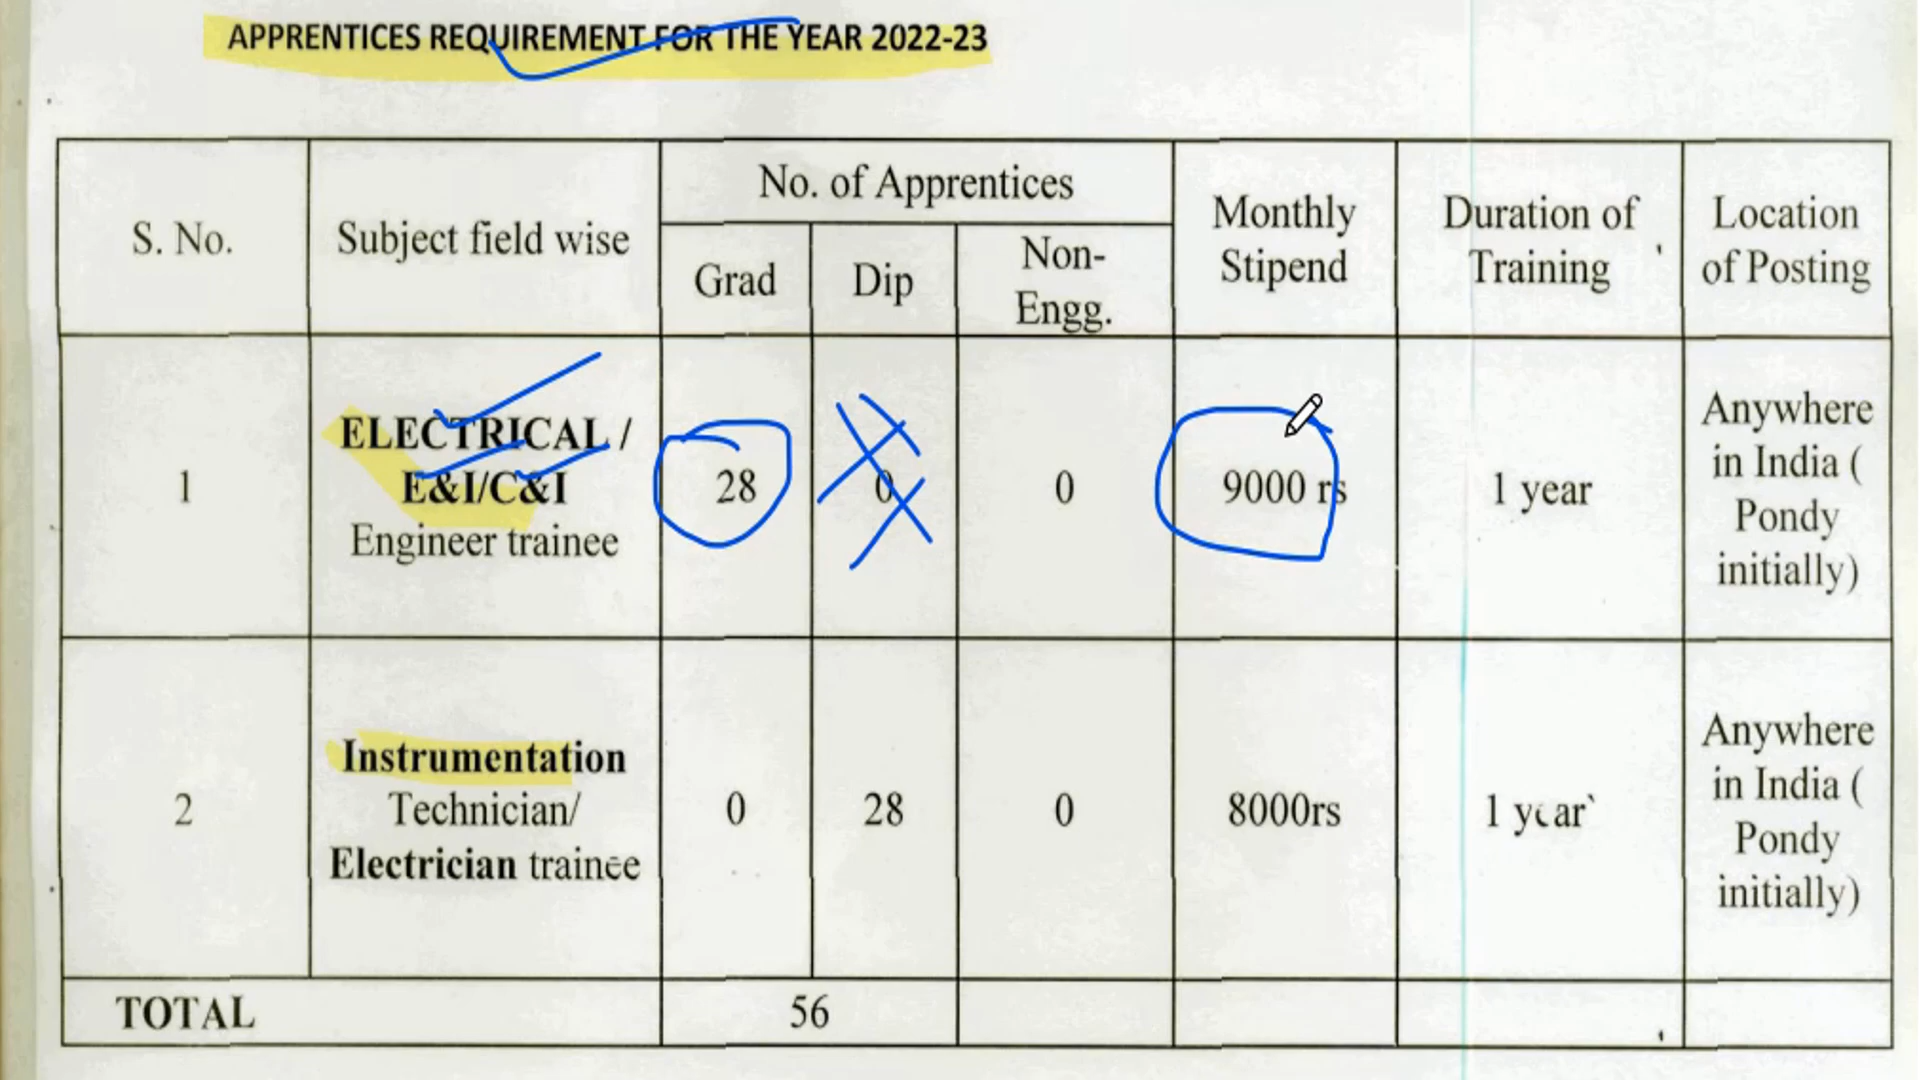 APPRENTICES REQUIREMENT FOR THE YEAR 2022-23
S. No.
Subject field wise
No. of Apprentices
Grad
Dip
Non-
Engg.
Monthly
Stipend
Duration of
Training
Location
of Posting
1
ELECTRICAL /
E&I/C&I
Engineer trainee
28
0
0
9000 rs
1 year
Anywhere
in India (
Pondy
initially)
2
Instrumentation
Technician/
Electrician trainee
0
28
0
8000rs
1 year
Anywhere
in India (
Pondy
initially)
TOTAL
56